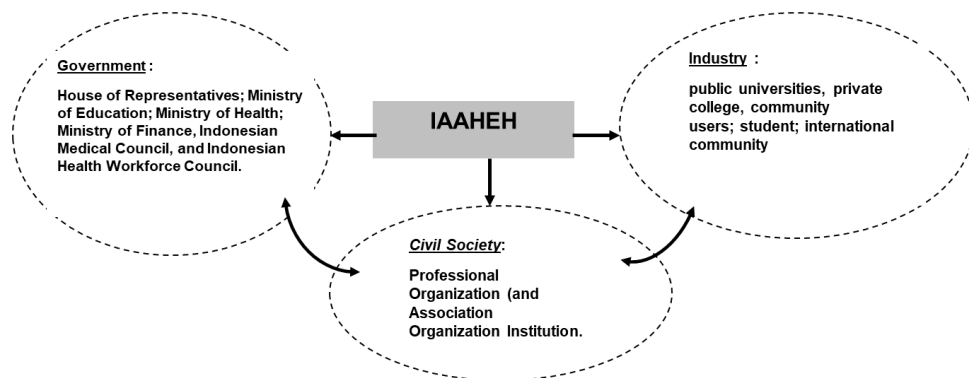 Government :
House of Representatives; Ministry
of Education; Ministry of Health;
Ministry of Finance, Indonesian
Medical Council, and Indonesian
Health Workforce Council.
IAAHEH
Industry :
public universities, private
college, community
users; student; international
community
Civil Society:
Professional
Organization (and
Association
Organization Institution.